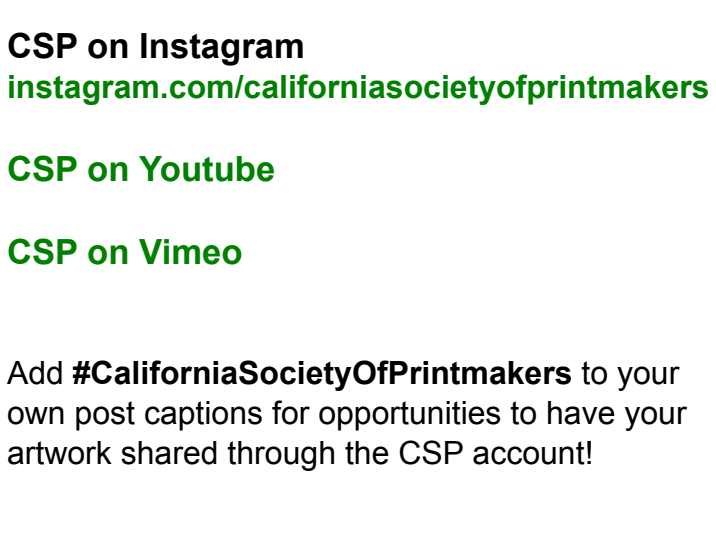 CSP on Instagram
instagram.com/californiasocietyofprintmakers
CSP on Youtube
CSP on Vimeo
Add #CaliforniaSocietyOfPrintmakers to your
own post captions for opportunities to have your
artwork shared through the CSP account!